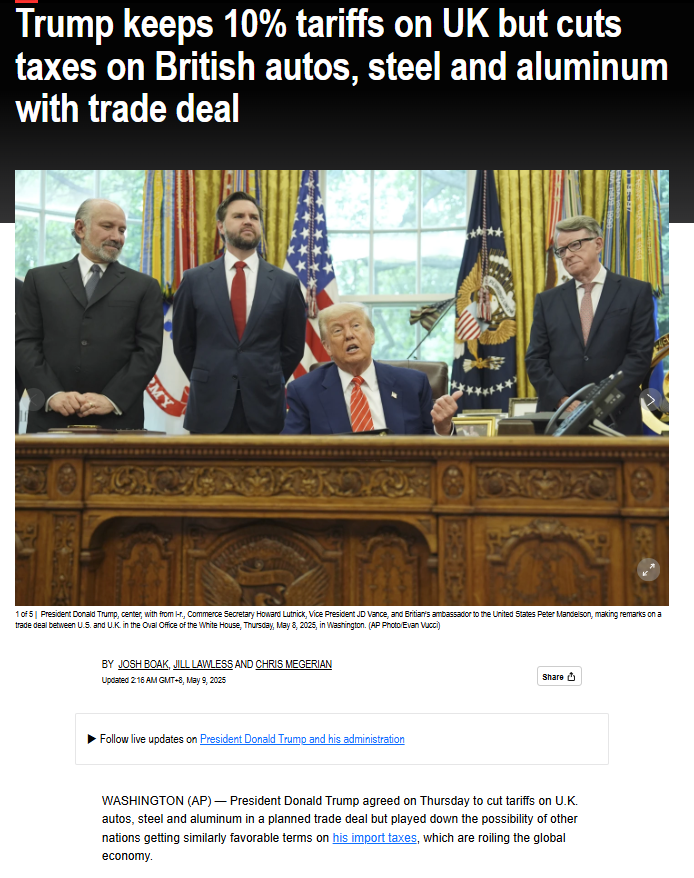 Trump keeps 10% tariffs on UK but cuts
taxes on British autos, steel and aluminum
with trade deal
ARMY
1 of 5 | President Donald Trump, center, with from l-r., Commerce Secretary Howard Lutnick, Vice President JD Vance, and Britian's ambassador to the United States Peter Mandelson, making remarks on a
trade deal between U.S. and U.K. in the Oval Office of the White House, Thursday, May 8, 2025, in Washington. (AP Photo/Evan Vucci)
BY JOSH BOAK, JILL LAWLESS AND CHRIS MEGERIAN
Updated 2:16 AM GMT+8, May 9, 2025
Share
▶ Follow live updates on President Donald Trump and his administration
WASHINGTON (AP) — President Donald Trump agreed on Thursday to cut tariffs on U.K.
autos, steel and aluminum in a planned trade deal but played down the possibility of other
nations getting similarly favorable terms on his import taxes, which are roiling the global
economy.